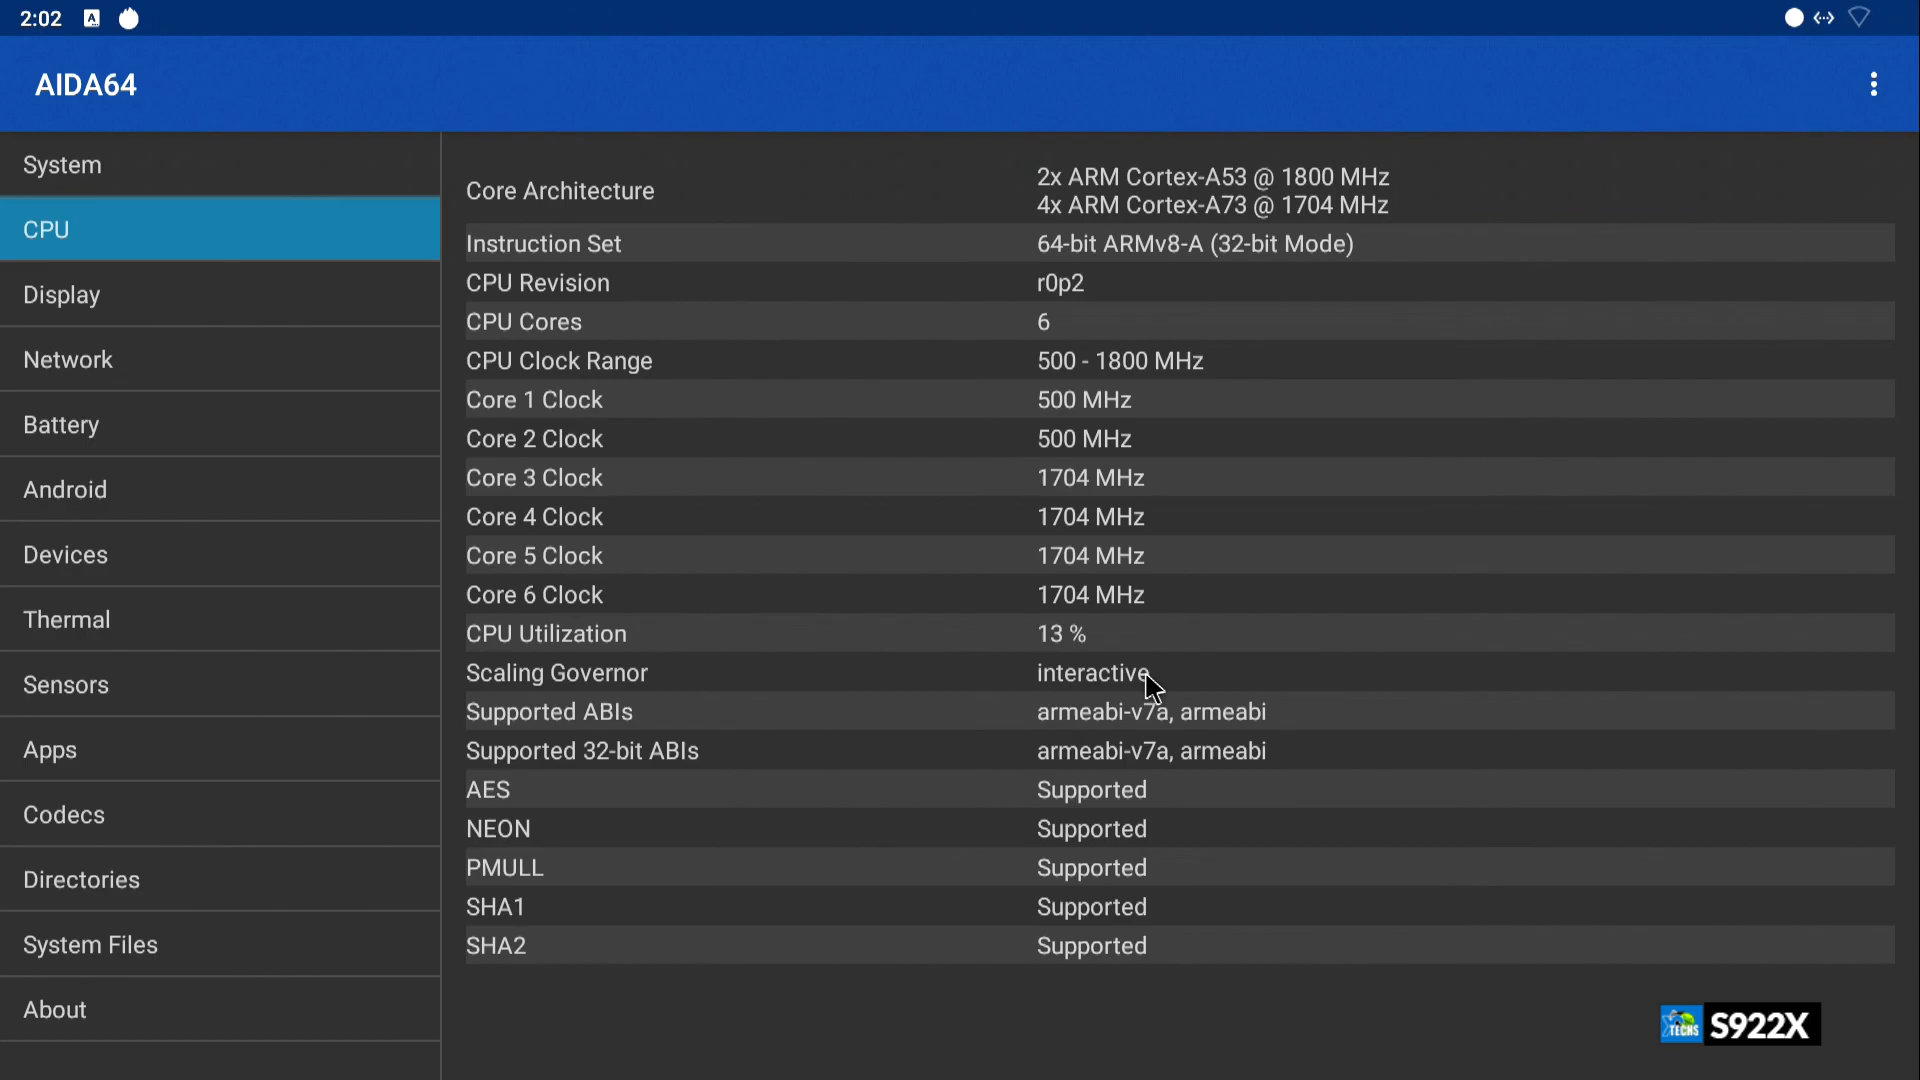 2:02
AIDA64
System
CPU
Display
Network
Battery
Android
Devices
Thermal
Sensors
Apps
Codecs
Directories
System Files
About
Core Architecture
2x ARM Cortex-A53 @ 1800 MHz
4x ARM Cortex-A73 @ 1704 MHz
Instruction Set 64-bit ARMv8-A (32-bit Mode)
CPU Revision r0p2
CPU Cores 6
CPU Clock Range 500 - 1800 MHz
Core 1 Clock 500 MHz
Core 2 Clock 500 MHz
Core 3 Clock 1704 MHz
Core 4 Clock 1704 MHz
Core 5 Clock 1704 MHz
Core 6 Clock 1704 MHz
CPU Utilization 13 %
Scaling Governor interactive
Supported ABIs armeabi-v7a, armeabi
Supported 32-bit ABIs armeabi-v7a, armeabi
AES Supported
NEON Supported
PMULL Supported
SHA1 Supported
SHA2 Supported
TECHS S922X